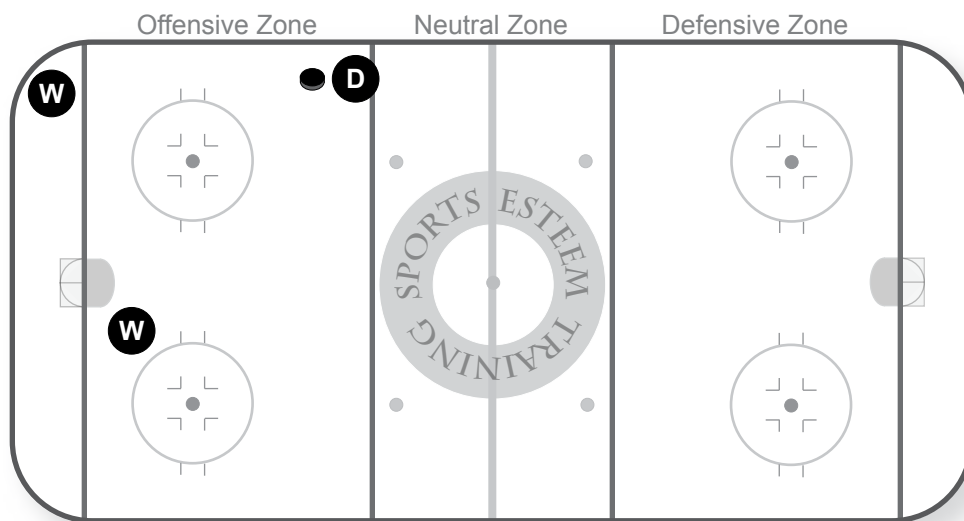 Offensive Zone
Neutral Zone
Defensive Zone
W
D
SPORTS ESTEEM TRAINING
W